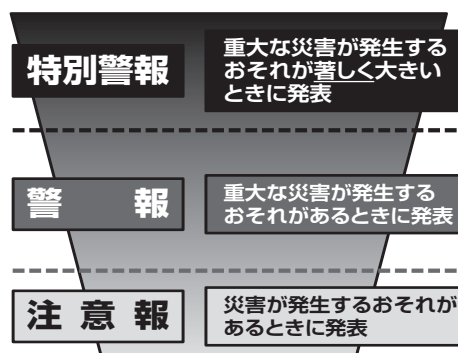 特別警報
重大な災害が発生する
おそれが著しく大きい
ときに発表
警報
重大な災害が発生する
おそれがあるときに発表
注意報
災害が発生するおそれが
あるときに発表